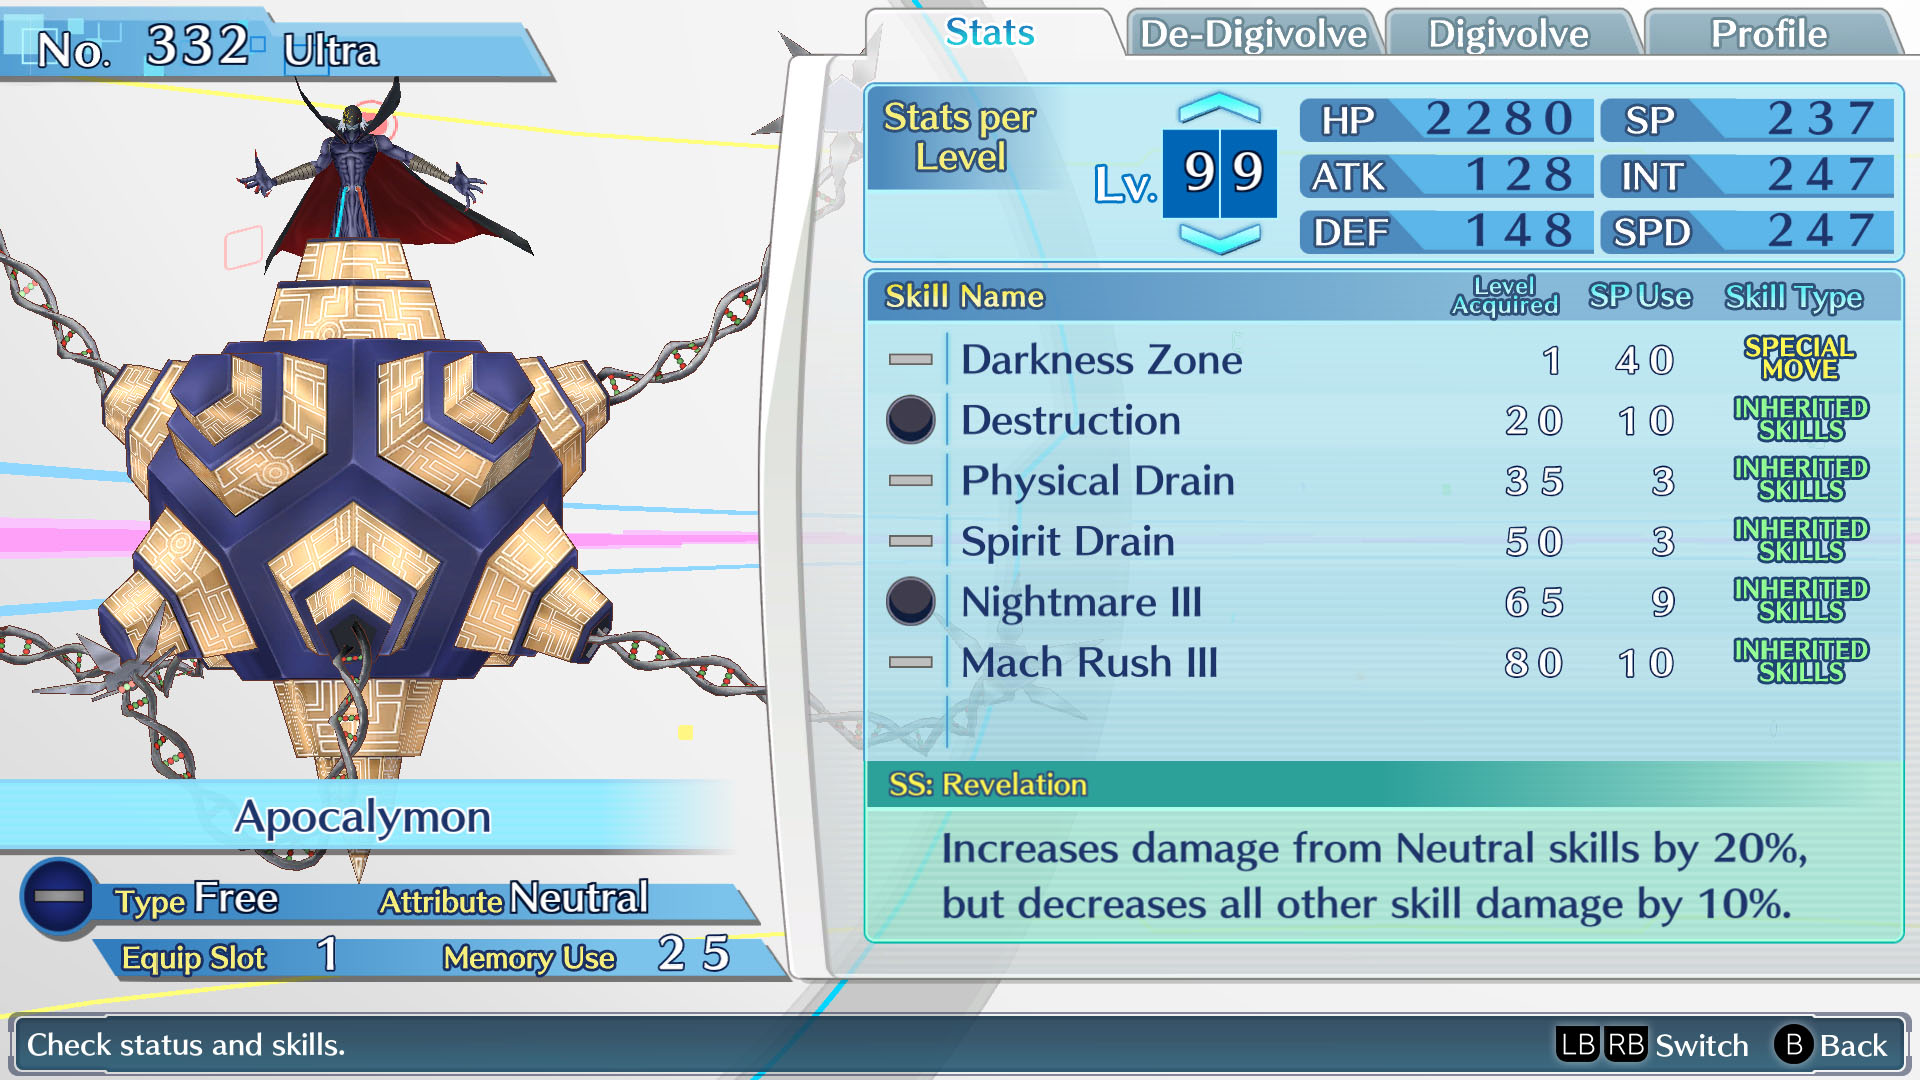 No. 332 Ultra
Stats
De-Digivolve
Digivolve
Profile
Stats per
Level
Lv. 99
HP 2280
SP 237
ATK 128
INT 247
DEF 148
SPD 247
Skill Name
Level
Acquired
SP Use
Skill Type
Darkness Zone 1 40 SPECIAL
MOVE
Destruction 20 10 INHERITED
SKILLS
Physical Drain 35 3 INHERITED
SKILLS
Spirit Drain 50 3 INHERITED
SKILLS
Nightmare III 65 9 INHERITED
SKILLS
Mach Rush III 80 10 INHERITED
SKILLS
SS: Revelation
Increases damage from Neutral skills by 20%,
but decreases all other skill damage by 10%.
Apocalymon
Type Free Attribute Neutral
Equip Slot 1 Memory Use 25
Check status and skills.
LB RB Switch B Back